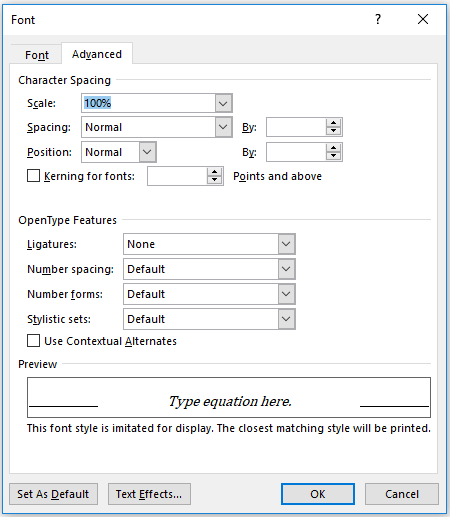 Font ?
Font Advanced
Character Spacing
Scale: 100%
Spacing: Normal By:
Position: Normal By:
Kerning for fonts: Points and above
OpenType Features
Ligatures: None
Number spacing: Default
Number forms: Default
Stylistic sets: Default
Use Contextual Alternates
Preview
Type equation here.
This font style is imitated for display. The closest matching style will be printed.
Set As Default Text Effects... OK Cancel